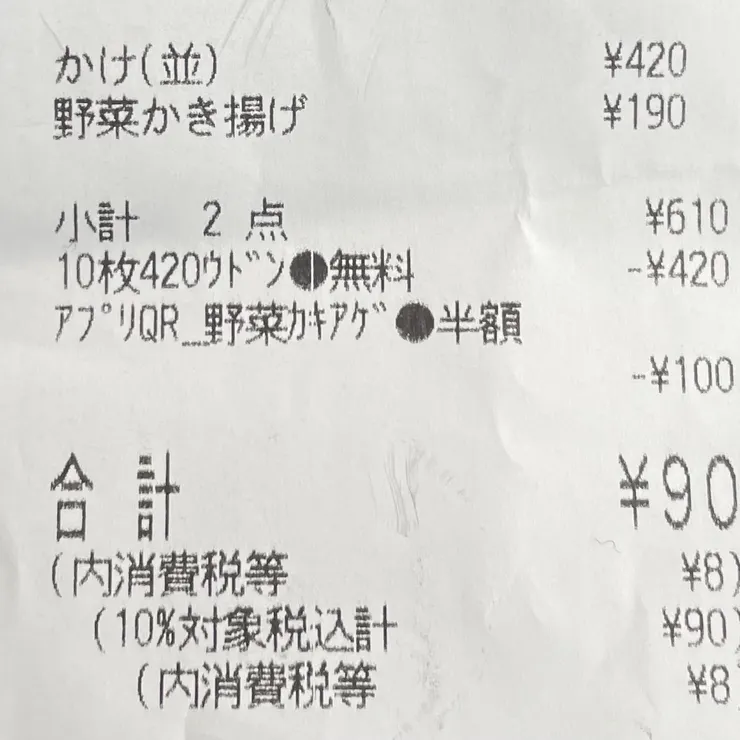 かけ(並) ¥420
野菜かき揚げ ¥190
小計 2 点 ¥610
10枚420ｳﾄﾞﾝ●無料 -¥420
ｱﾌﾟﾘQR_野菜ｶｷｱｹﾞ●半額
-¥100
合 計 ¥90
(内消費税等 ¥8)
(10%対象税込計 ¥90)
(内消費税等 ¥8)